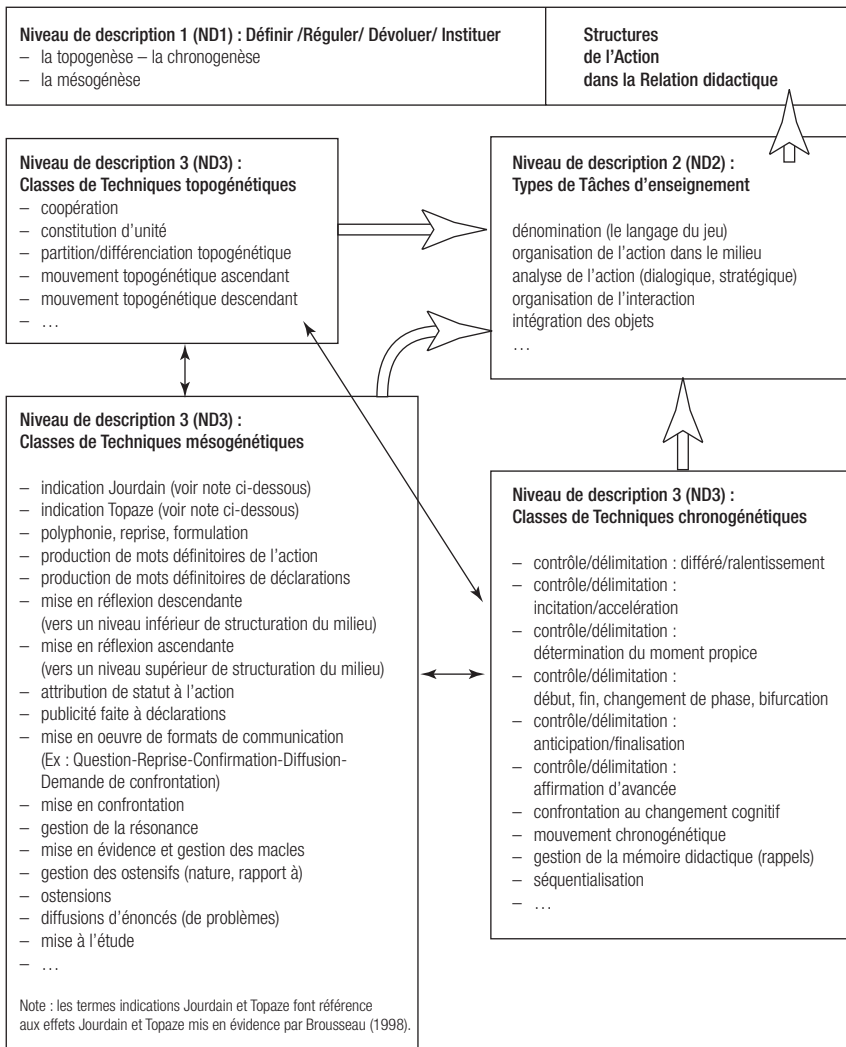 Niveau de description 1 (ND1) : Définir /Réguler/ Dévoluer/ Instituer
– la topogenèse – la chronogenèse
– la mésogénèse
Structures
de l'Action
dans la Relation didactique
Niveau de description 3 (ND3) :
Classes de Techniques topogénétiques
– coopération
– constitution d'unité
– partition/différenciation topogénétique
– mouvement topogénétique ascendant
– mouvement topogénétique descendant
– …
Niveau de description 2 (ND2) :
Types de Tâches d'enseignement
dénomination (le langage du jeu)
organisation de l'action dans le milieu
analyse de l'action (dialogique, stratégique)
organisation de l'interaction
intégration des objets
…
Niveau de description 3 (ND3) :
Classes de Techniques mésogénétiques
– indication Jourdain (voir note ci-dessous)
– indication Topaze (voir note ci-dessous)
– polyphonie, reprise, formulation
– production de mots définitoires de l'action
– production de mots définitoires de déclarations
– mise en réflexion descendante
(vers un niveau inférieur de structuration du milieu)
– mise en réflexion ascendante
(vers un niveau supérieur de structuration du milieu)
– attribution de statut à l'action
– publicité faite à déclarations
– mise en oeuvre de formats de communication
(Ex : Question-Reprise-Confirmation-Diffusion-
Demande de confrontation)
– mise en confrontation
– gestion de la résonance
– mise en évidence et gestion des macles
– gestion des ostensifs (nature, rapport à)
– ostensions
– diffusions d'énoncés (de problèmes)
– mise à l'étude
– …
Note : les termes indications Jourdain et Topaze font référence
aux effets Jourdain et Topaze mis en évidence par Brousseau (1998).
Niveau de description 3 (ND3) :
Classes de Techniques chronogénétiques
– contrôle/délimitation : différé/ralentissement
– contrôle/délimitation :
incitation/accelération
– contrôle/délimitation :
détermination du moment propice
– contrôle/délimitation :
début, fin, changement de phase, bifurcation
– contrôle/délimitation :
anticipation/finalisation
– contrôle/délimitation :
affirmation d'avancée
– confrontation au changement cognitif
– mouvement chronogénétique
– gestion de la mémoire didactique (rappels)
– séquentialisation
– …